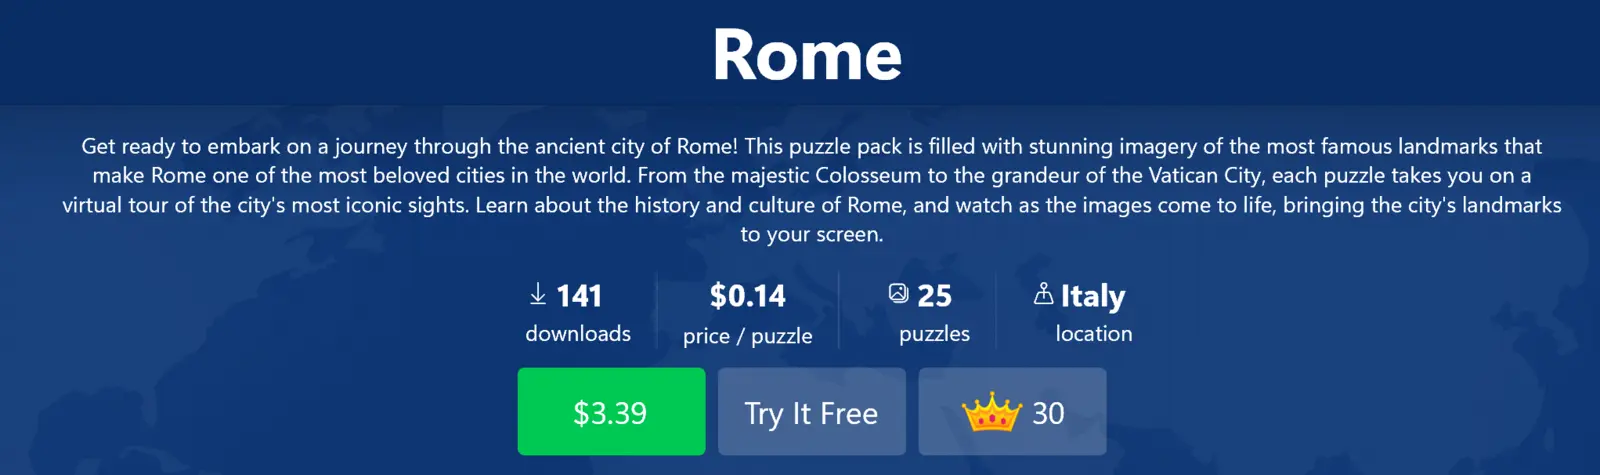 Rome
Get ready to embark on a journey through the ancient city of Rome! This puzzle pack is filled with stunning imagery of the most famous landmarks that
make Rome one of the most beloved cities in the world. From the majestic Colosseum to the grandeur of the Vatican City, each puzzle takes you on a
virtual tour of the city's most iconic sights. Learn about the history and culture of Rome, and watch as the images come to life, bringing the city's landmarks
to your screen.
141 $0.14 25 Italy
downloads price / puzzle puzzles location
$3.39 Try It Free 30